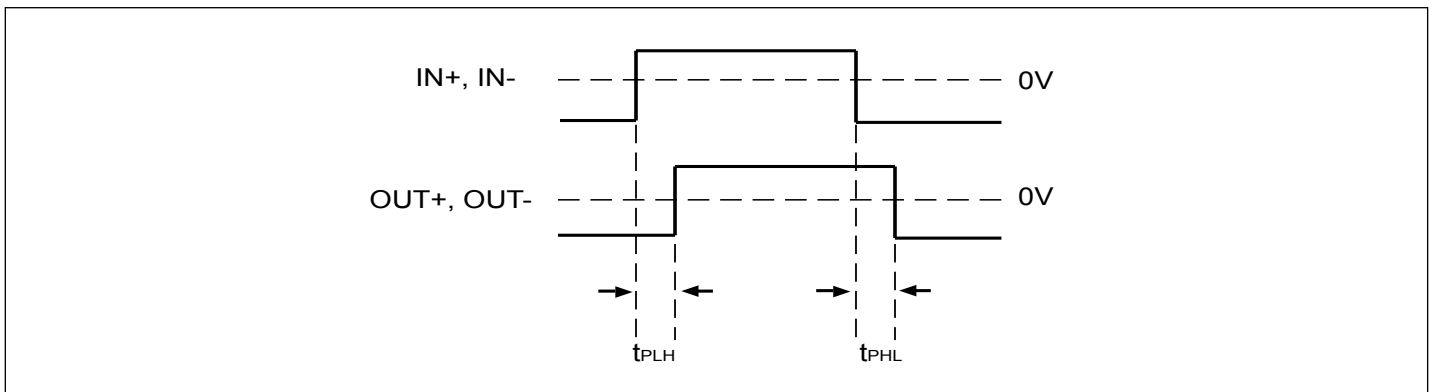 IN+, IN- 0V
OUT+, OUT- 0V
tPLH tPHL